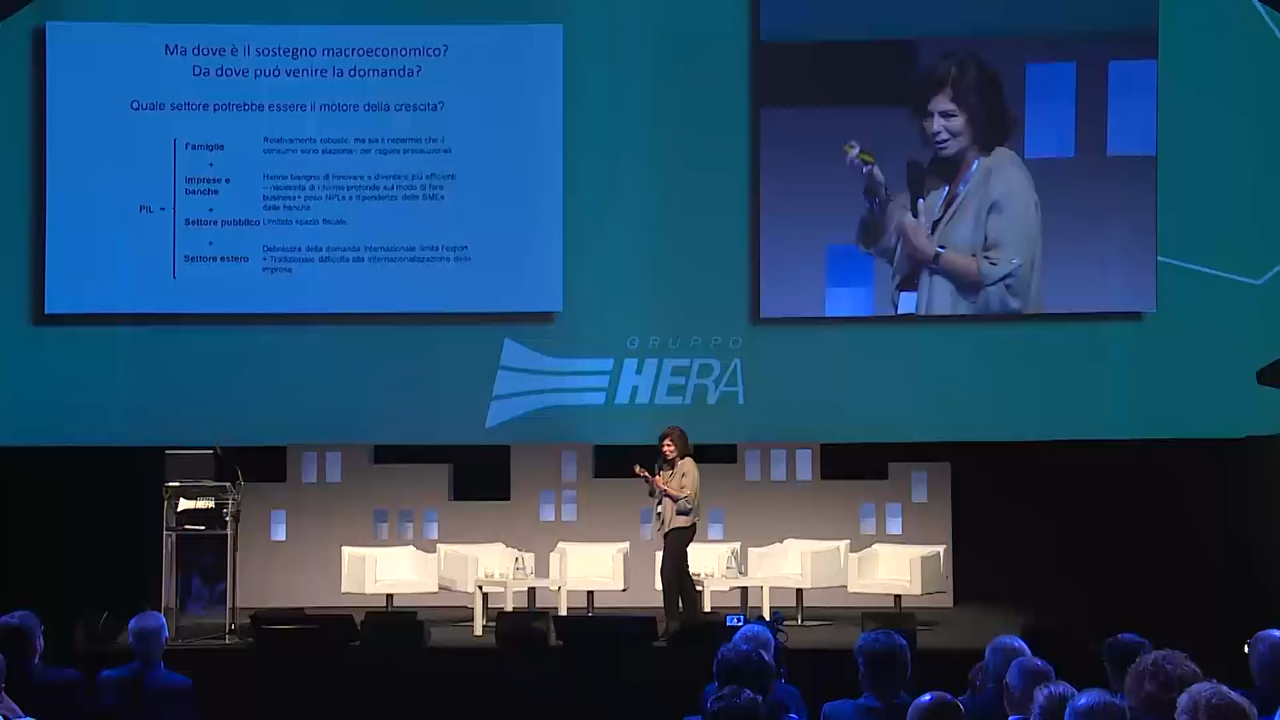 Ma dove è il sostegno macroeconomico?
Da dove può venire la domanda?
Quale settore potrebbe essere il motore della crescita?
PIL =
Famiglie
Relativamente robuste, ma sia il risparmio che il
consumo sono stazionari per ragioni precauzionali
+
Imprese e
banche
Hanno bisogno di innovare e diventare più efficienti
– necessità di riforme profonde sul modo di fare
business+ peso NPLs e dipendenza delle SMEs
dalle banche
+
Settore pubblico
Limitato spazio fiscale
+
Settore estero
Debolezza della domanda internazionale limita l'export
+ Tradizionale difficoltà alla internazionalizzazione delle
imprese
GRUPPO
HERA
HERA